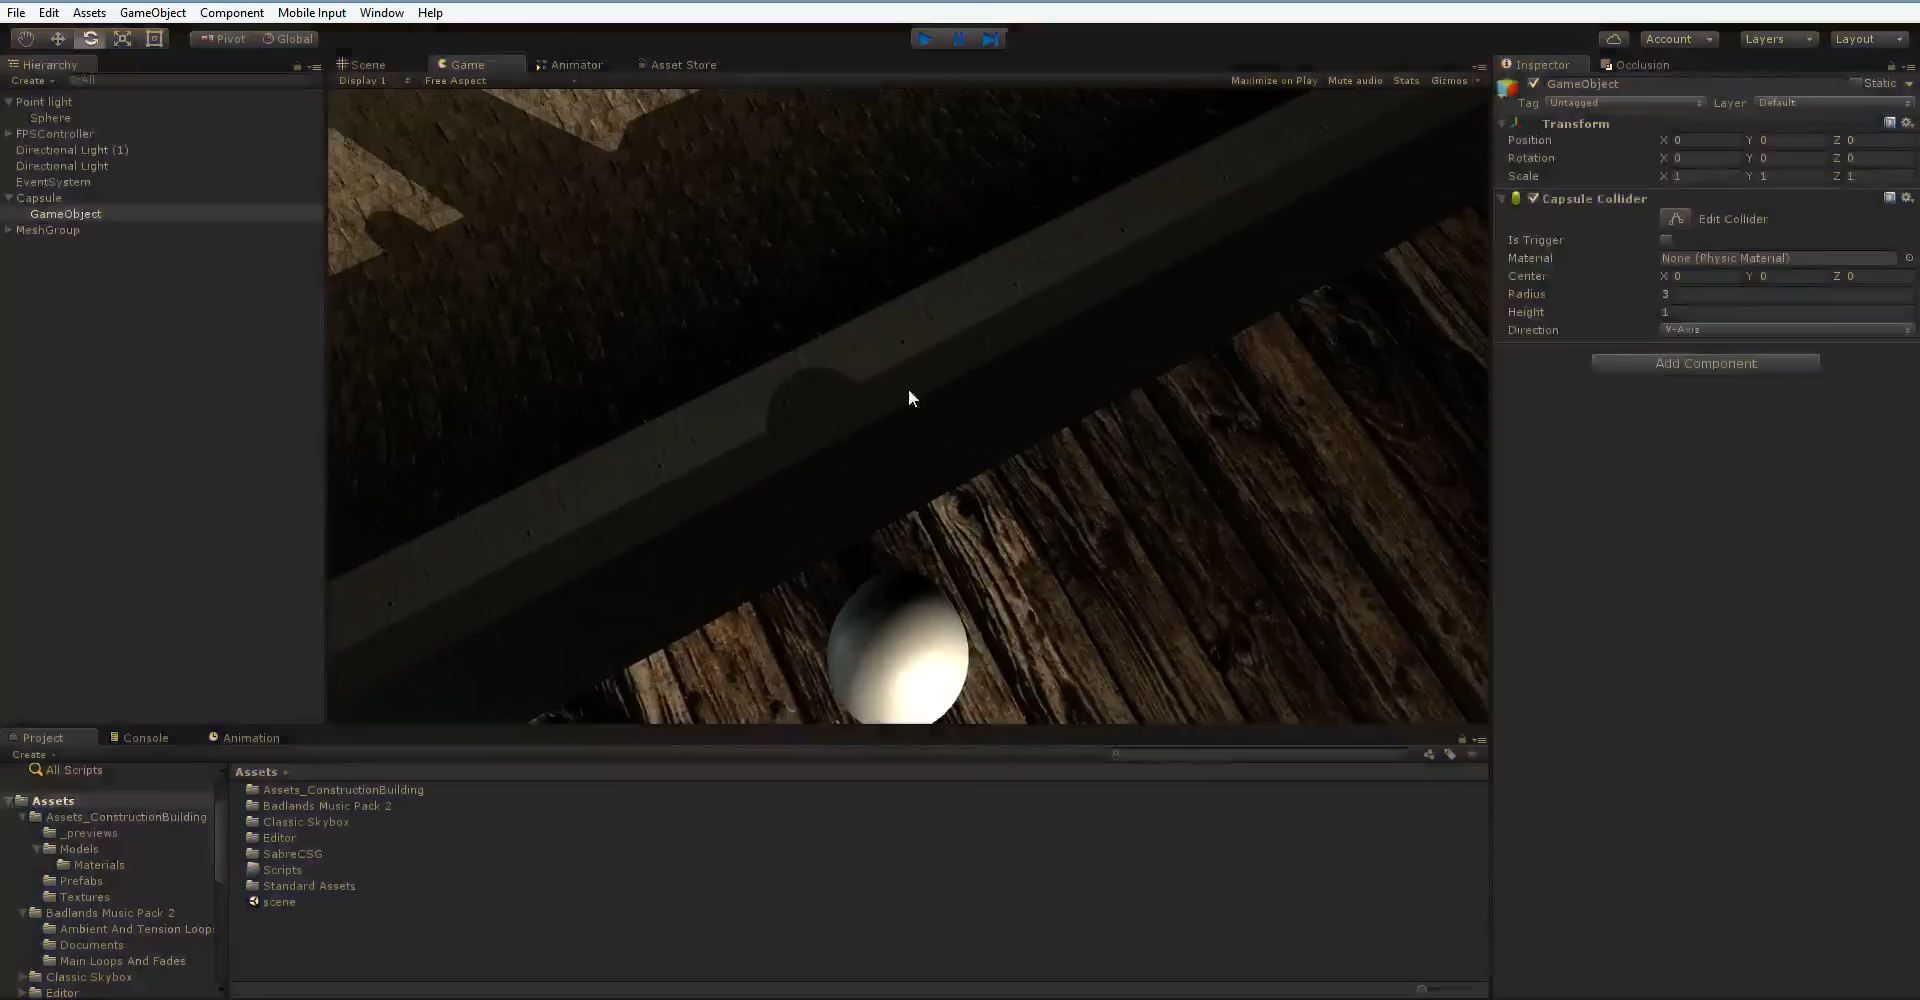 File Edit Assets GameObject Component Mobile Input Window Help
Pivot Global Account Layers Layout
Hierarchy Scene Game Animator Asset Store Inspector Occlusion
Create All Display 1 Free Aspect Maximize on Play Mute audio Stats Gizmos
GameObject Static
Tag Untagged Layer Default
Point light
Sphere
FPSController
Directional Light (1)
Directional Light
EventSystem
Capsule
GameObject
MeshGroup
Transform
Position X 0 Y 0 Z 0
Rotation X 0 Y 0 Z 0
Scale X 1 Y 1 Z 1
Capsule Collider
Edit Collider
Is Trigger
Material None (Physic Material)
Center X 0 Y 0 Z 0
Radius 3
Height 1
Direction Y-Axis
Add Component
Project Console Animation
Create
All Scripts
Assets
Assets_ConstructionBuilding
_previews
Models
Materials
Prefabs
Textures
Badlands Music Pack 2
Ambient And Tension Loops
Documents
Main Loops And Fades
Classic Skybox
Editor
Assets
Assets_ConstructionBuilding
Badlands Music Pack 2
Classic Skybox
Editor
SabreCSG
Scripts
Standard Assets
scene